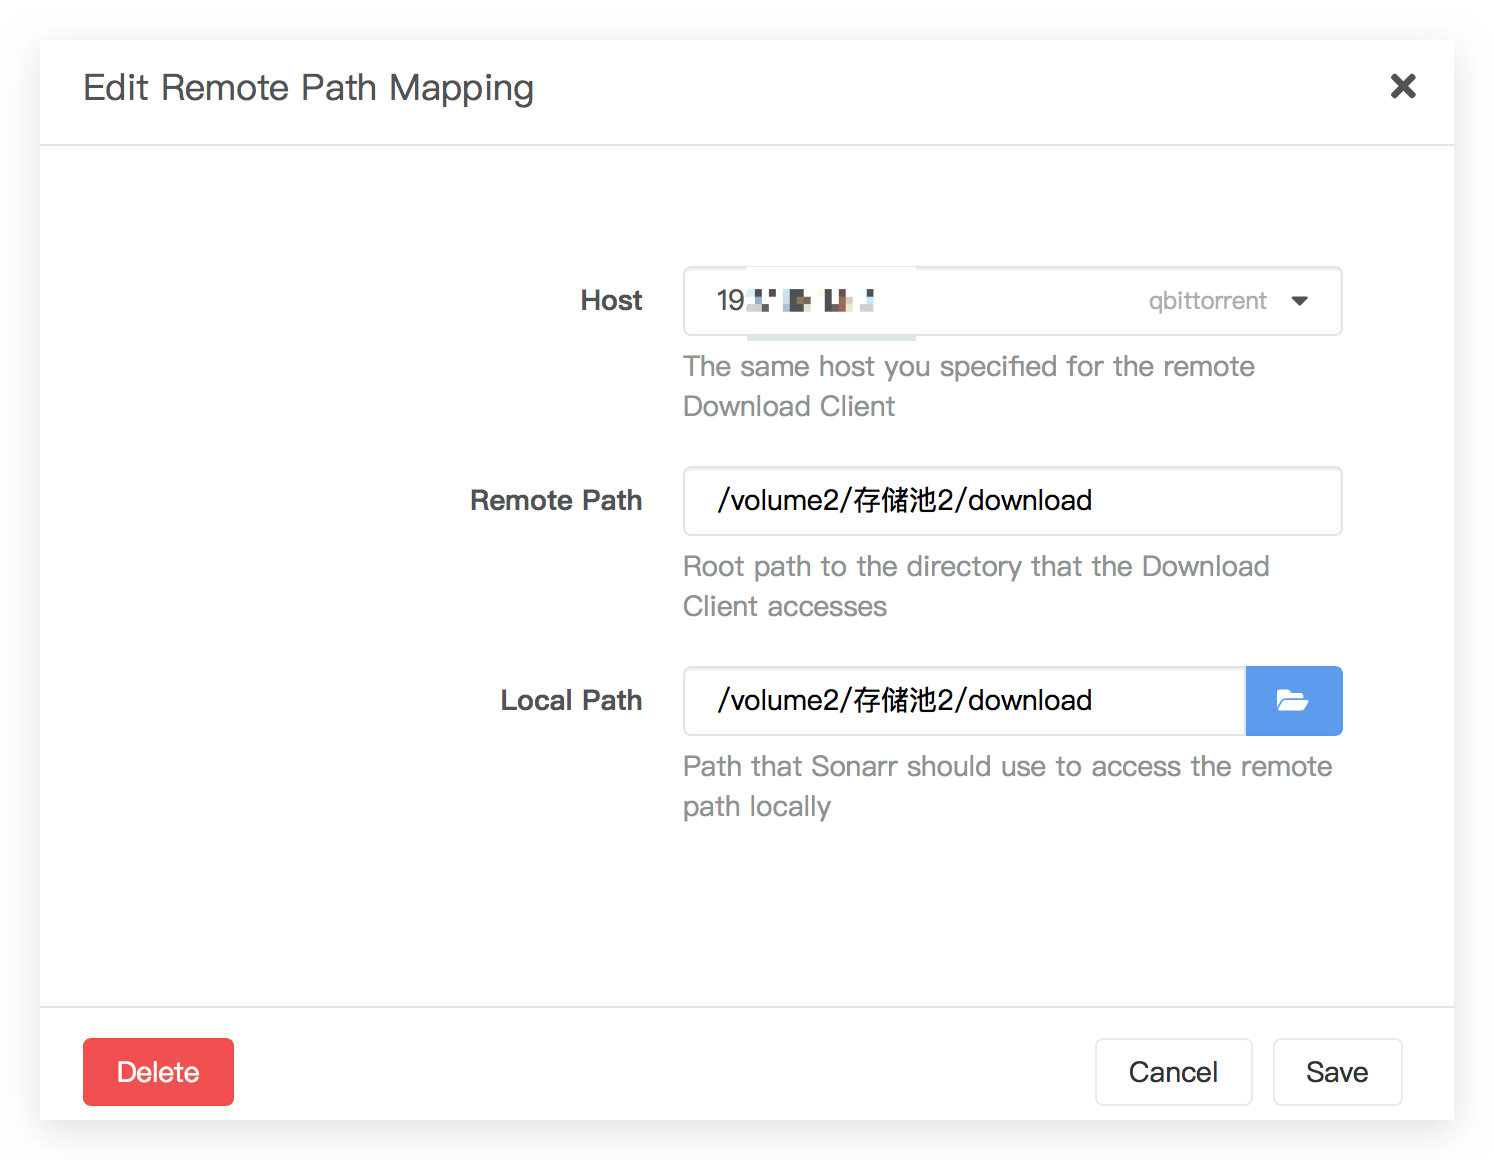 Edit Remote Path Mapping
Host
19
qbittorrent
The same host you specified for the remote
Download Client
Remote Path
/volume2/存储池2/download
Root path to the directory that the Download
Client accesses
Local Path
/volume2/存储池2/download
Path that Sonarr should use to access the remote
path locally
Delete
Cancel
Save